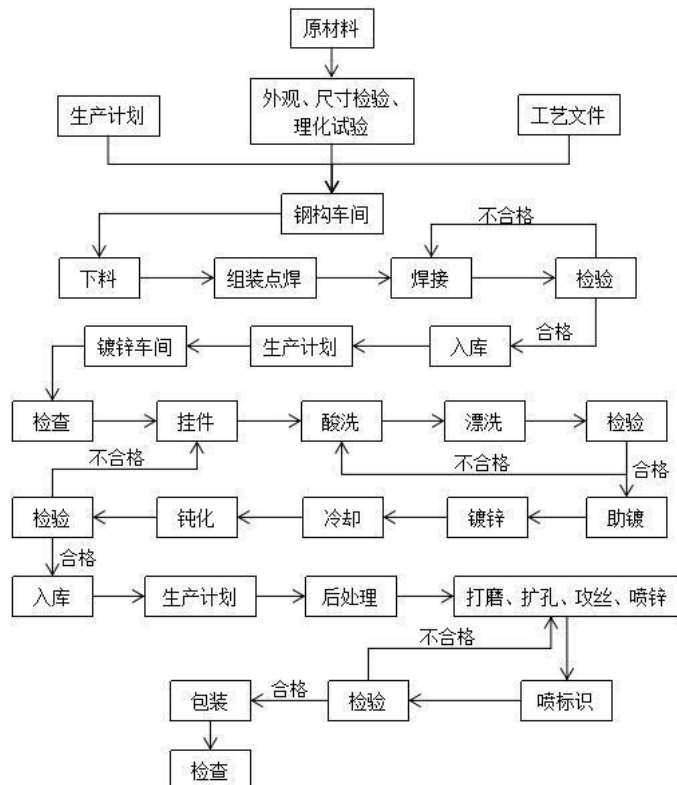 原材料
外观、尺寸检验、
理化试验
生产计划
工艺文件
钢构车间
不合格
下料
组装点焊
焊接
检验
合格
镀锌车间
生产计划
入库
检查
挂件
酸洗
漂洗
检验
不合格
不合格
合格
检验
钝化
冷却
镀锌
助镀
合格
入库
生产计划
后处理
打磨、扩孔、攻丝、喷锌
不合格
包装
合格
检验
喷标识
检查